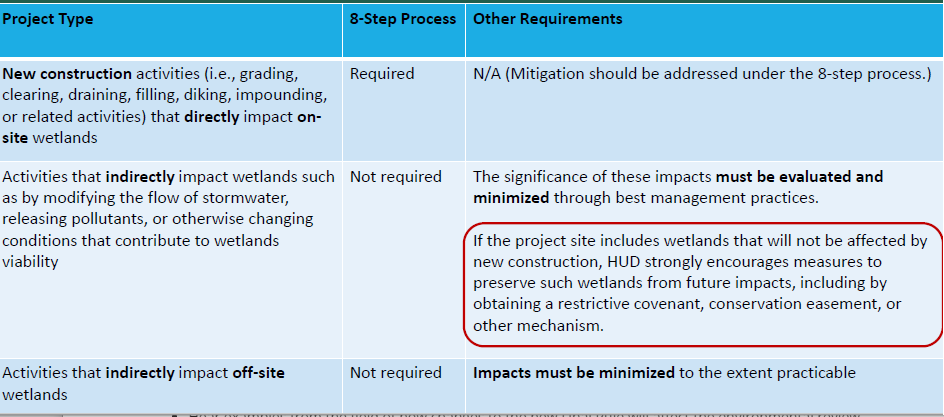 Project Type
8-Step Process
Other Requirements
New construction activities (i.e., grading,
clearing, draining, filling, diking, impounding,
or related activities) that directly impact on-
site wetlands
Required
N/A (Mitigation should be addressed under the 8-step process.)
Activities that indirectly impact wetlands such
as by modifying the flow of stormwater,
releasing pollutants, or otherwise changing
conditions that contribute to wetlands
viability
Not required
The significance of these impacts must be evaluated and
minimized through best management practices.
If the project site includes wetlands that will not be affected by
new construction, HUD strongly encourages measures to
preserve such wetlands from future impacts, including by
obtaining a restrictive covenant, conservation easement, or
other mechanism.
Activities that indirectly impact off-site
wetlands
Not required
Impacts must be minimized to the extent practicable